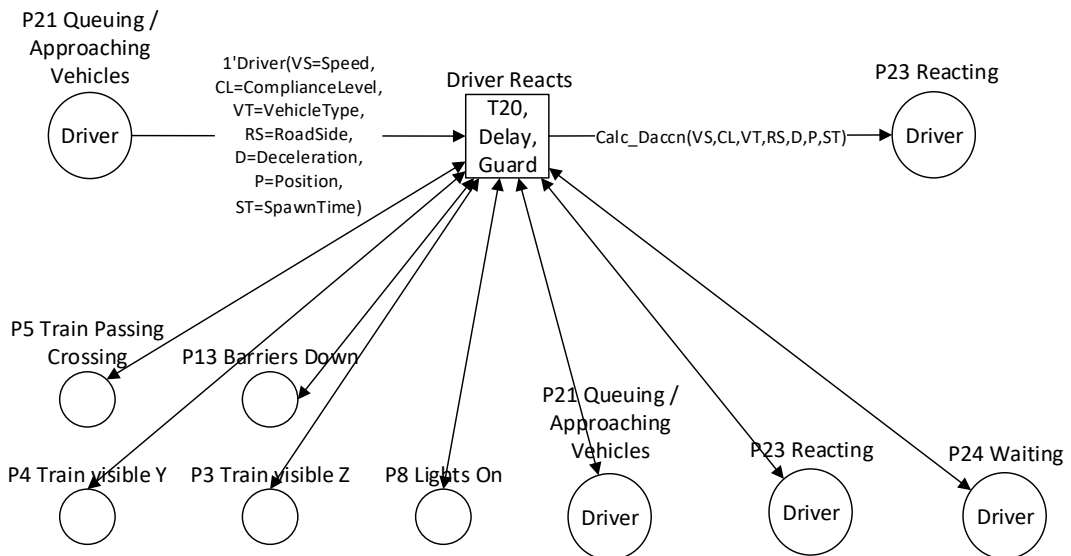 P21 Queuing /
Approaching
Vehicles
Driver
1'Driver(VS=Speed,
CL=ComplianceLevel,
VT=VehicleType,
RS=RoadSide,
D=Deceleration,
P=Position,
ST=SpawnTime)
Driver Reacts
T20,
Delay,
Guard
Calc_Daccn(VS,CL,VT,RS,D,P,ST)
P23 Reacting
Driver
P5 Train Passing
Crossing
P13 Barriers Down
P4 Train visible Y
P3 Train visible Z
P8 Lights On
P21 Queuing /
Approaching
Vehicles
Driver
P23 Reacting
Driver
P24 Waiting
Driver